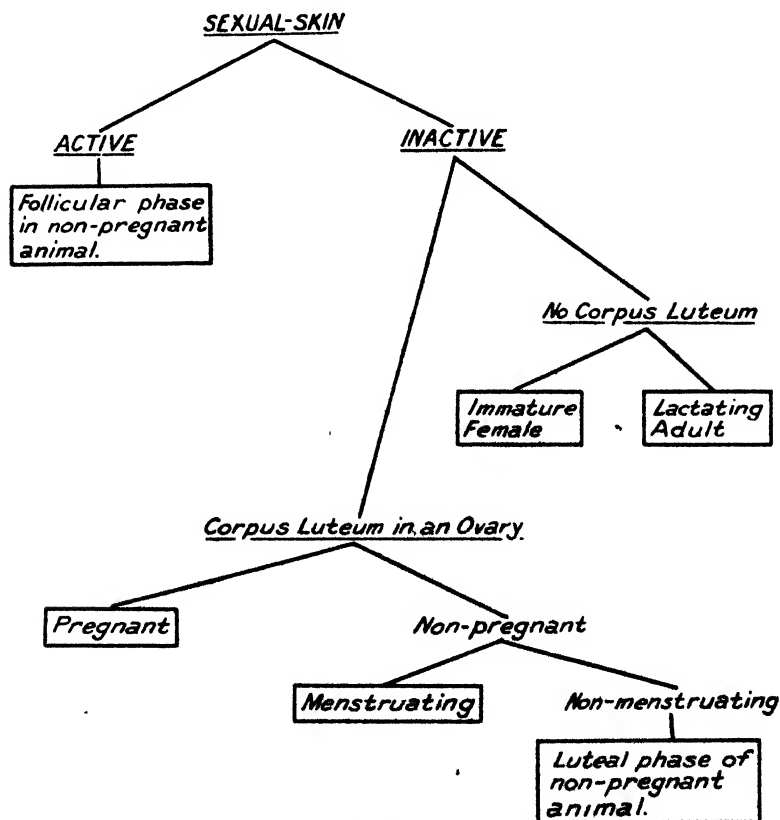 SEXUAL-SKIN
ACTIVE
INACTIVE
Follicular phase
in non-pregnant
animal.
No Corpus Luteum
Immature
Female
Lactating
Adult
Corpus Luteum in an Ovary
Pregnant
Non-pregnant
Menstruating
Non-menstruating
Luteal phase of
non-pregnant
animal.